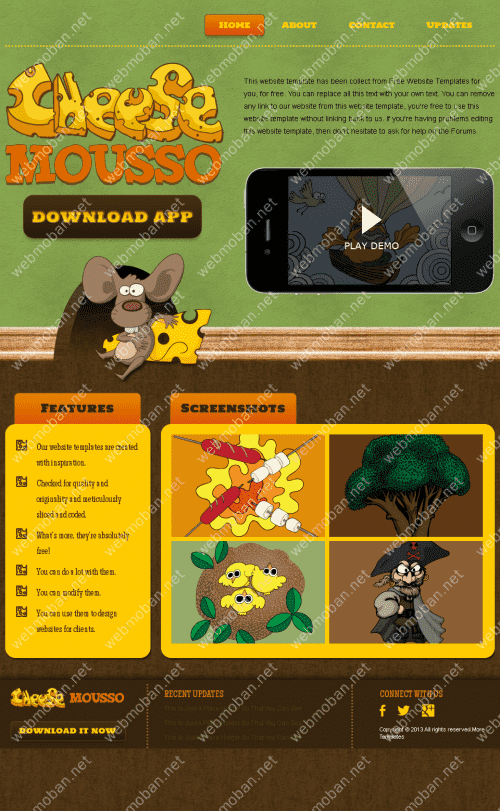 Home
About
Contact
Updates
Cheese
MOUSSO
DOWNLOAD APP
This website template has been collect from Free Website Templates for
you, for free. You can replace all this text with your own text. You can remove
any link to our website from this website template, you're free to use this
website template without linking back to us. If you're having problems editing
this website template, then don't hesitate to ask for help on the Forums.
PLAY DEMO
Features
Our website templates are created
with inspiration.
Checked for quality and
originality and meticulously
sliced and coded.
What's more, they're absolutely
free!
You can do a lot with them.
You can modify them.
You can use them to design
websites for clients.
Screenshots
Cheese MOUSSO
DOWNLOAD IT NOW
RECENT UPDATES
CONNECT WITH US
Copyright © 2013 All rights reserved.More
Templates
webmoban.net